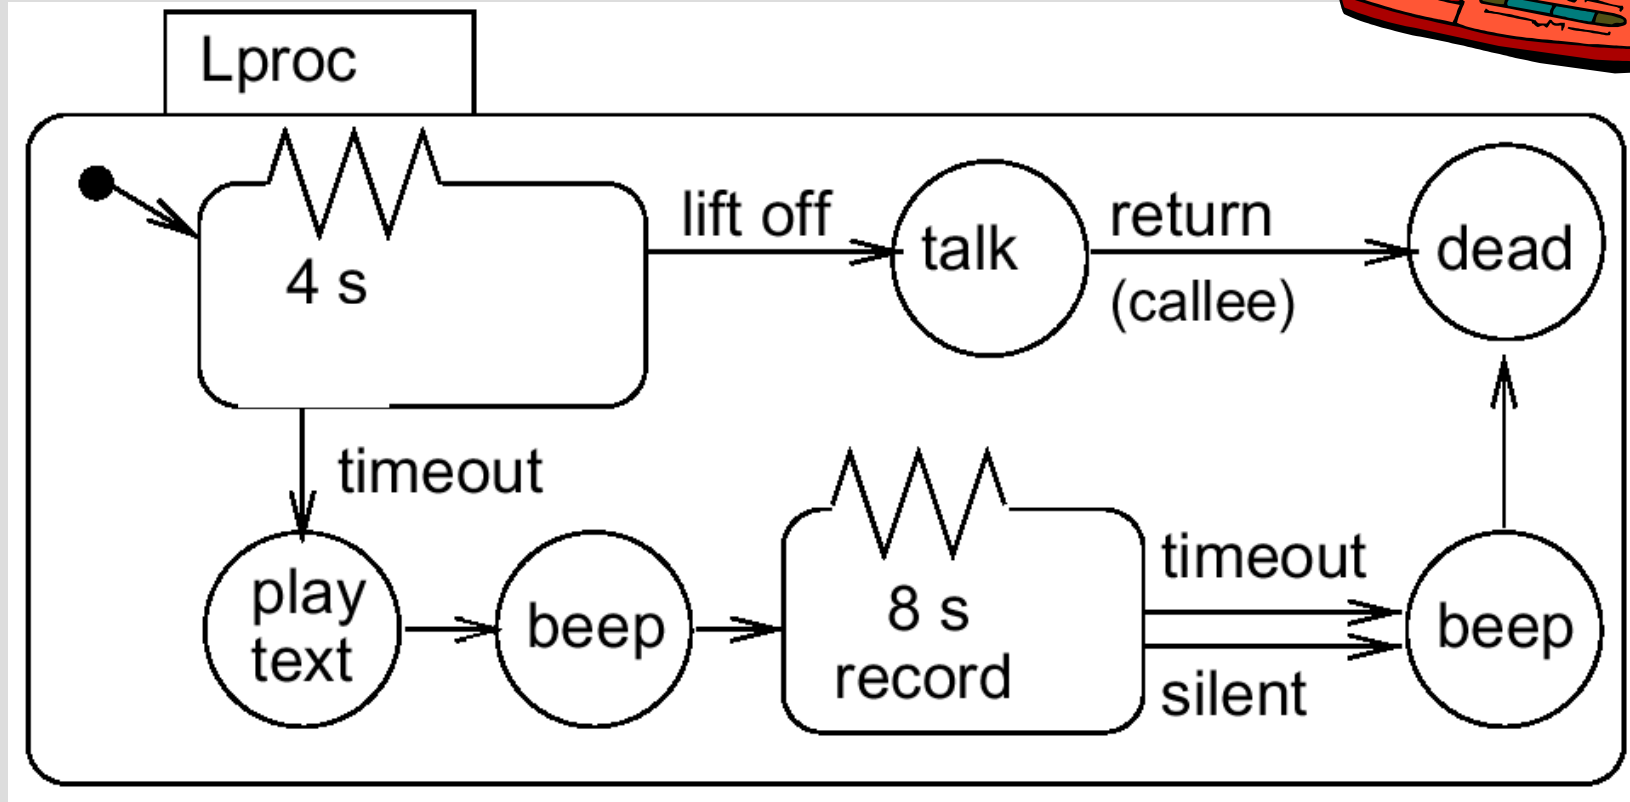 Lproc
4 s
lift off
talk
return
(callee)
dead
timeout
play
text
beep
8 s
record
timeout
silent
beep